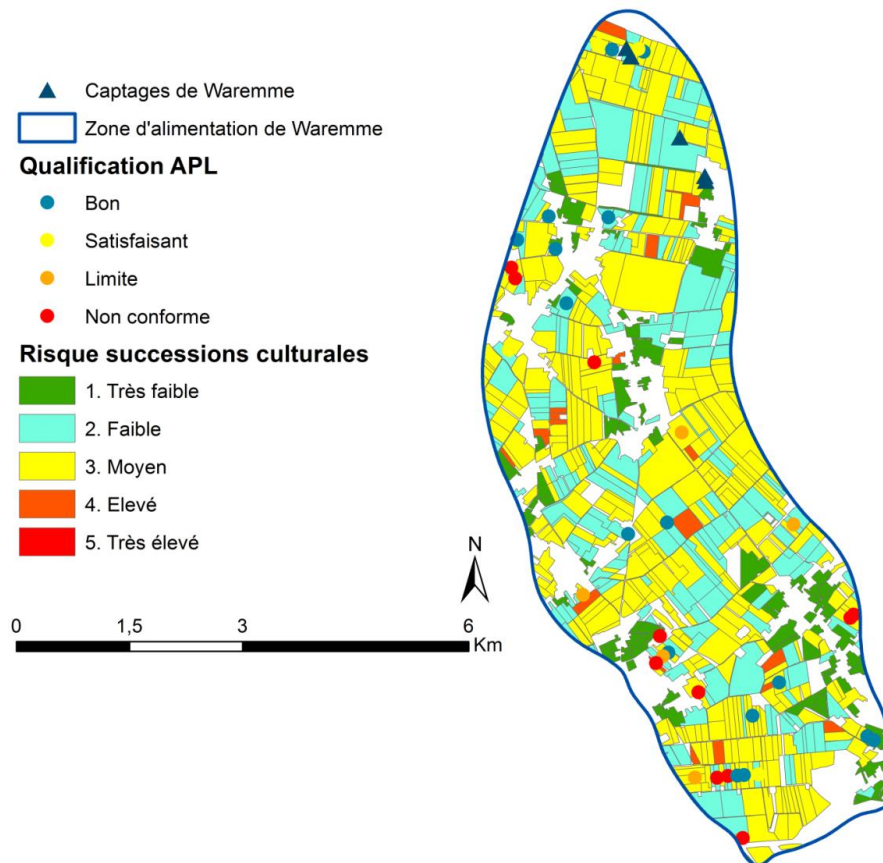 Captages de Waremme
Zone d'alimentation de Waremme
Qualification APL
Bon
Satisfaisant
Limite
Non conforme
Risque successions culturales
1. Très faible
2. Faible
3. Moyen
4. Elevé
5. Très élevé
N
0 1,5 3 6
Km